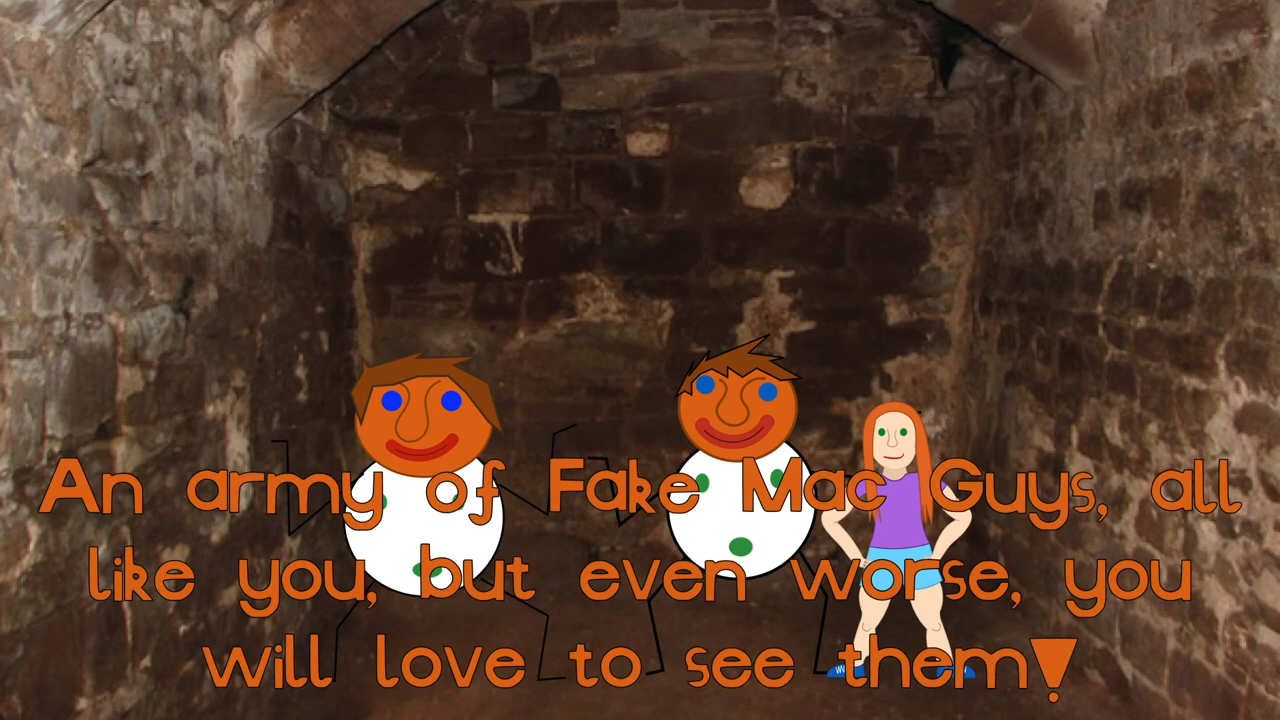 An army of Fake Mac Guys, all
like you, but even worse, you
will love to see them!